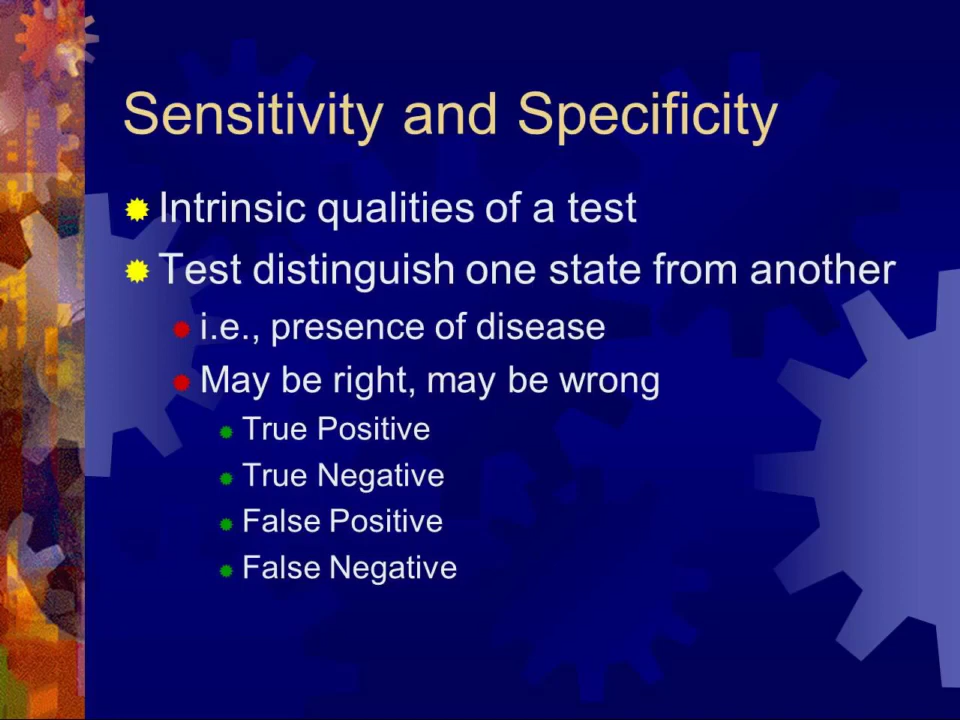 Sensitivity and Specificity
Intrinsic qualities of a test
Test distinguish one state from another
i.e., presence of disease
May be right, may be wrong
True Positive
True Negative
False Positive
False Negative